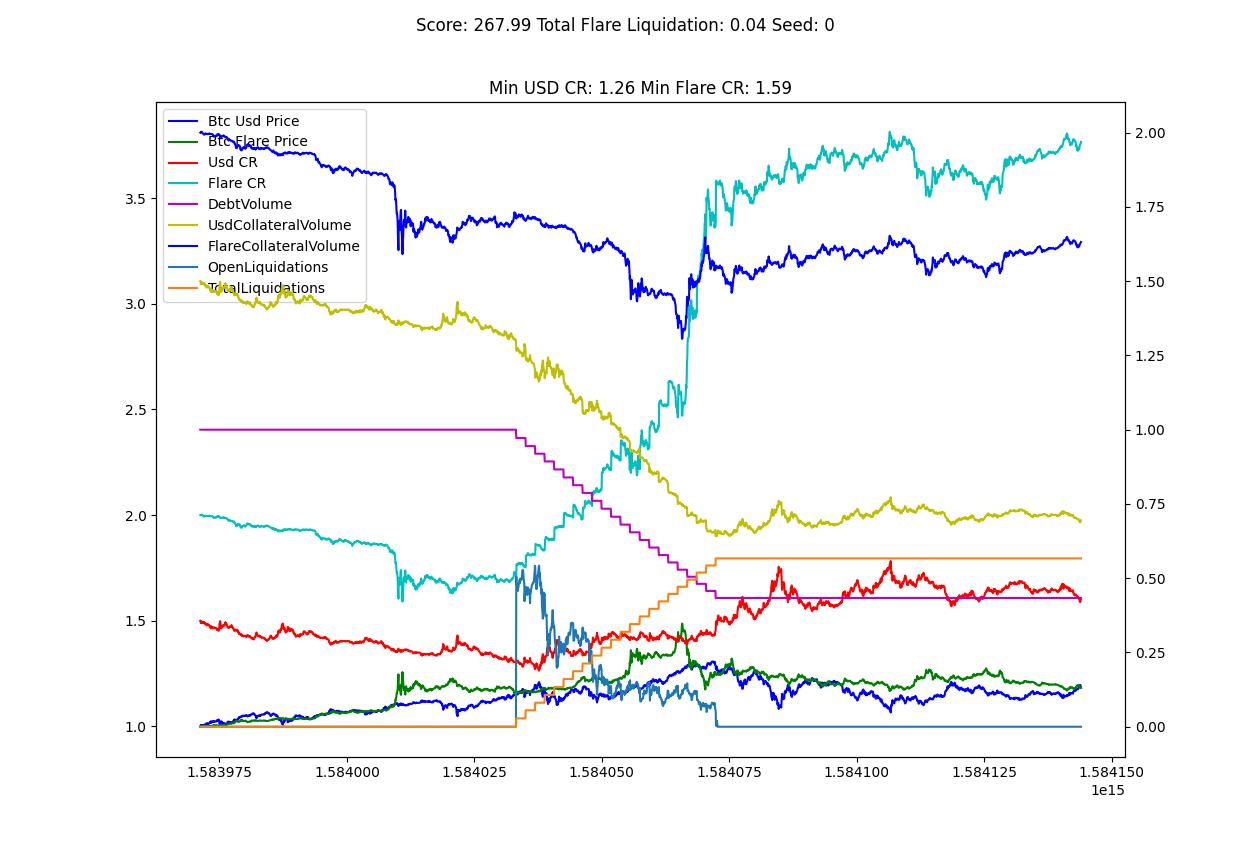 Score: 267.99 Total Flare Liquidation: 0.04 Seed: 0
Min USD CR: 1.26 Min Flare CR: 1.59
Btc Usd Price
Btc Flare Price
Usd CR
Flare CR
DebtVolume
UsdCollateralVolume
FlareCollateralVolume
OpenLiquidations
TotalLiquidations
3.5
3.0
2.5
2.0
1.5
1.0
2.00
1.75
1.50
1.25
1.00
0.75
0.50
0.25
0.00
1.583975 1.584000 1.584025 1.584050 1.584075 1.584100 1.584125 1.584150
1e15